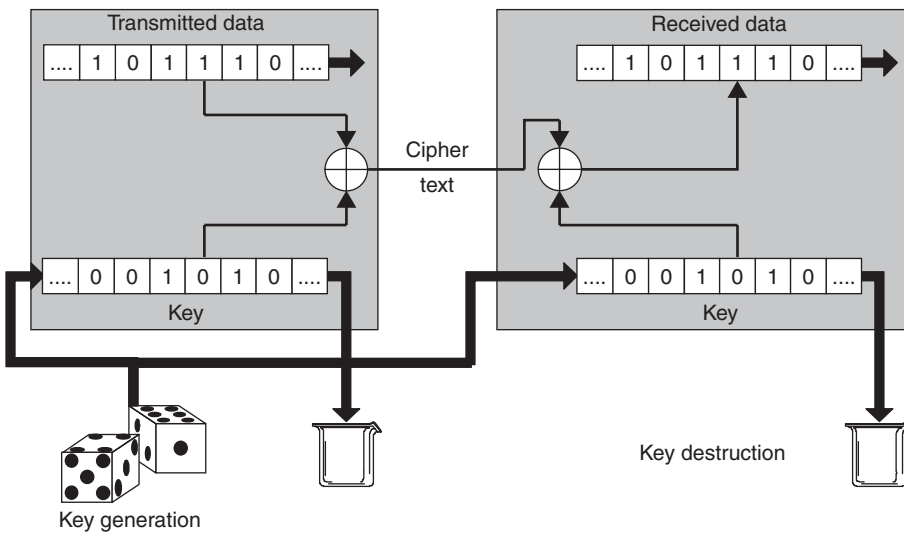 Transmitted data
Received data
.... 1 0 1 1 1 0 ....
.... 1 0 1 1 1 0 ....
Cipher
text
.... 0 0 1 0 1 0 ....
.... 0 0 1 0 1 0 ....
Key
Key
Key destruction
Key generation